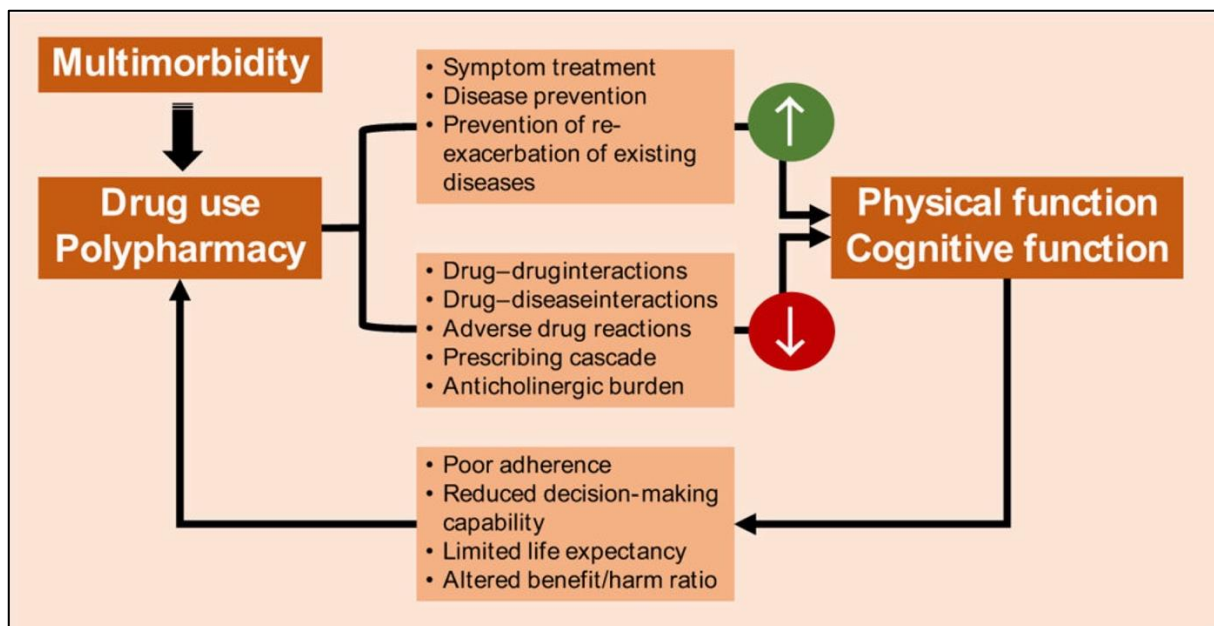 Multimorbidity
Drug use
Polypharmacy
• Symptom treatment
• Disease prevention
• Prevention of re-
exacerbation of existing
diseases
• Drug–druginteractions
• Drug–diseaseinteractions
• Adverse drug reactions
• Prescribing cascade
• Anticholinergic burden
Physical function
Cognitive function
• Poor adherence
• Reduced decision-making
capability
• Limited life expectancy
• Altered benefit/harm ratio